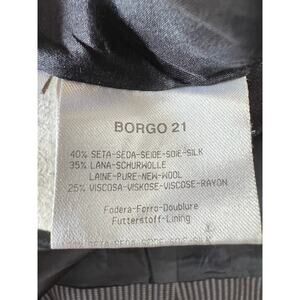 BORGO 21
40% SETA-SEDA-SEIDE-SOIE-SILK
35% LANA-SCHURWOLLE
LAINE-PURE-NEW-WOOL
25% VISCOSA-VISKOSE-VISCOSE-RAYON
Fodera-Forro-Doublure
Futterstoff-Lining